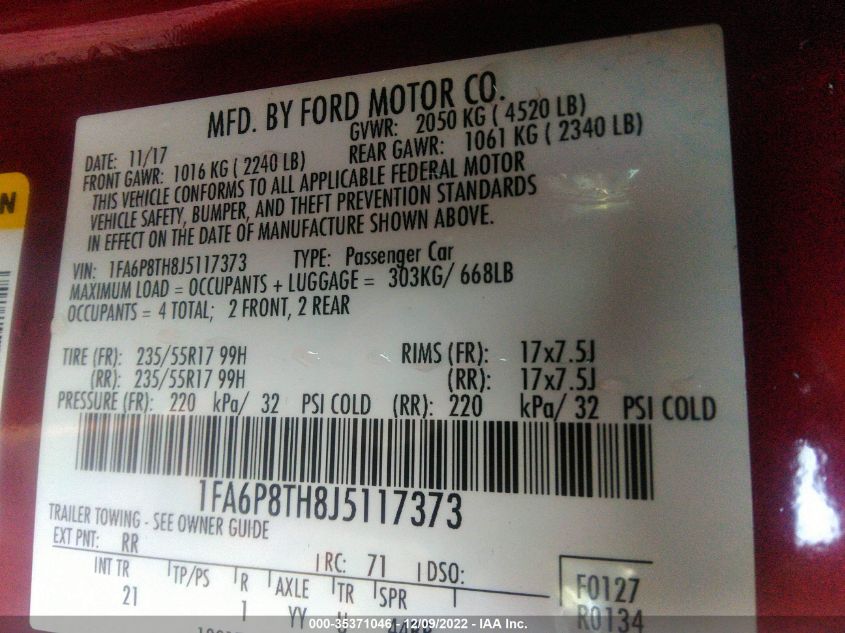 MFD. BY FORD MOTOR CO.
DATE: 11/17 GVWR: 2050 KG ( 4520 LB)
FRONT GAWR: 1016 KG ( 2240 LB) REAR GAWR: 1061 KG ( 2340 LB)
THIS VEHICLE CONFORMS TO ALL APPLICABLE FEDERAL MOTOR
VEHICLE SAFETY, BUMPER, AND THEFT PREVENTION STANDARDS
IN EFFECT ON THE DATE OF MANUFACTURE SHOWN ABOVE.
VIN: 1FA6P8TH8J5117373 TYPE: Passenger Car
MAXIMUM LOAD = OCCUPANTS + LUGGAGE = 303KG/ 668LB
OCCUPANTS = 4 TOTAL; 2 FRONT, 2 REAR
TIRE (FR): 235/55R17 99H RIMS (FR): 17x7.5J
(RR): 235/55R17 99H (RR): 17x7.5J
PRESSURE (FR): 220 kPa/ 32 PSI COLD (RR): 220 kPa/ 32 PSI COLD
1FA6P8TH8J5117373
TRAILER TOWING - SEE OWNER GUIDE
EXT PNT: RR RC: 71 DSO:
INT TR TP/PS R AXLE TR SPR F0127
21 1 YY R0134
N
000-35371046 - 12/09/2022 - IAA Inc.